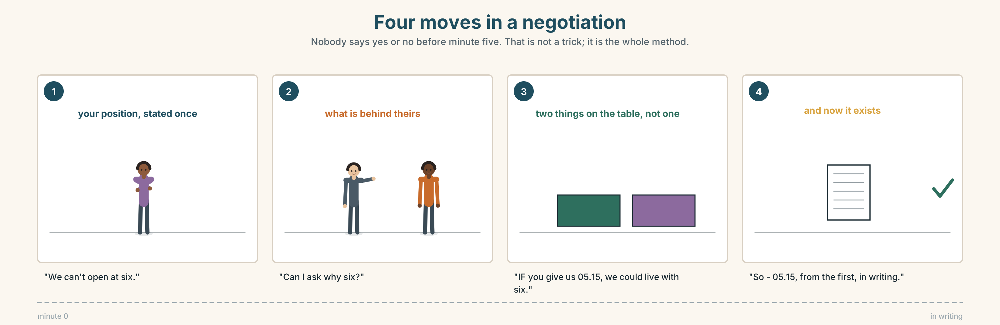 Four moves in a negotiation
Nobody says yes or no before minute five. That is not a trick; it is the whole method.
1
your position, stated once
"We can't open at six."
2
what is behind theirs
"Can I ask why six?"
3
two things on the table, not one
"IF you give us 05.15, we could live with
six."
4
and now it exists
"So - 05.15, from the first, in writing."
minute 0
in writing